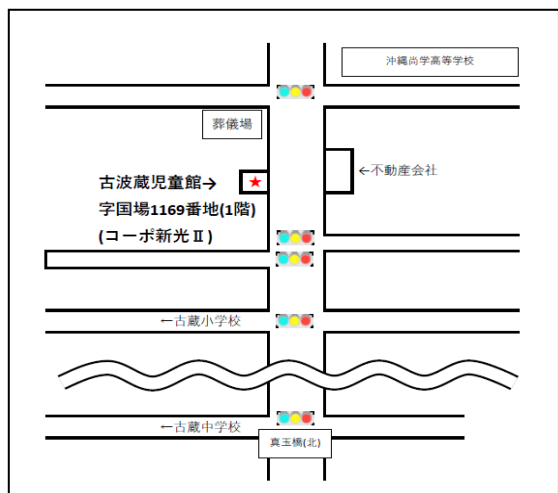 沖縄尚学高等学校
葬儀場
←不動産会社
古波蔵児童館→
★
字国場1169番地(1階)
(コーポ新光Ⅱ)
←古蔵小学校
←古蔵中学校
真玉橋(北)